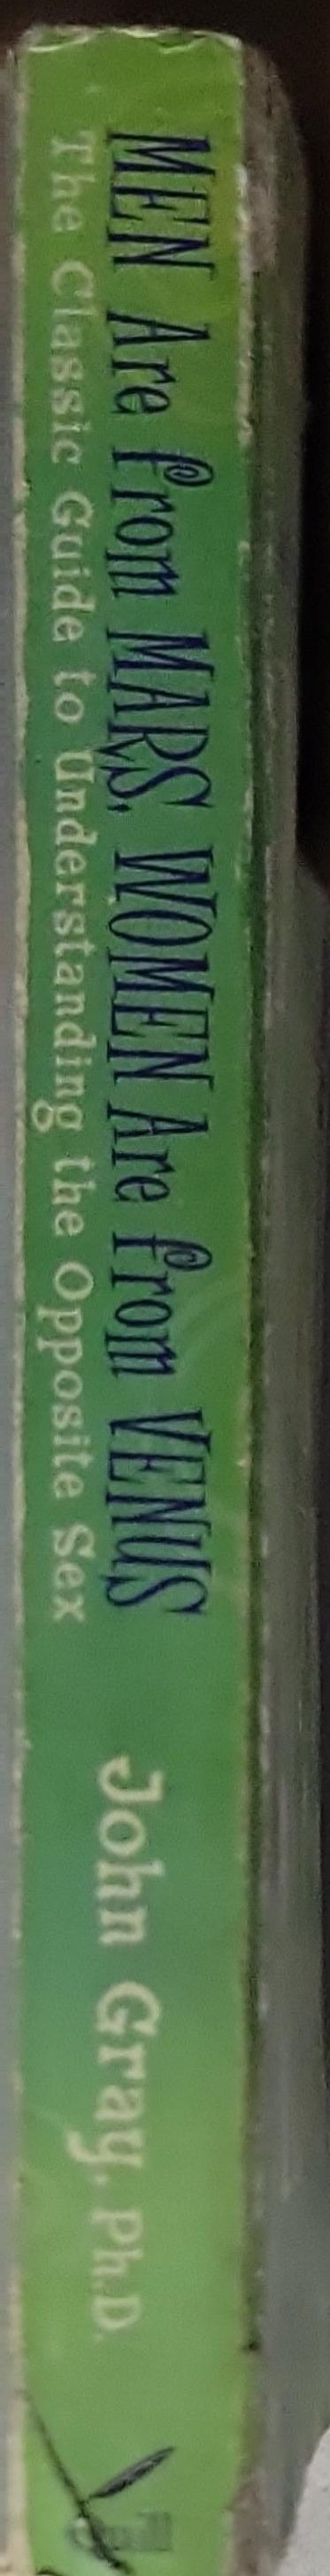 MEN Are from MARS, WOMEN Are from VENUS
The Classic Guide to Understanding the Opposite Sex
John Gray, Ph.D.
Quill